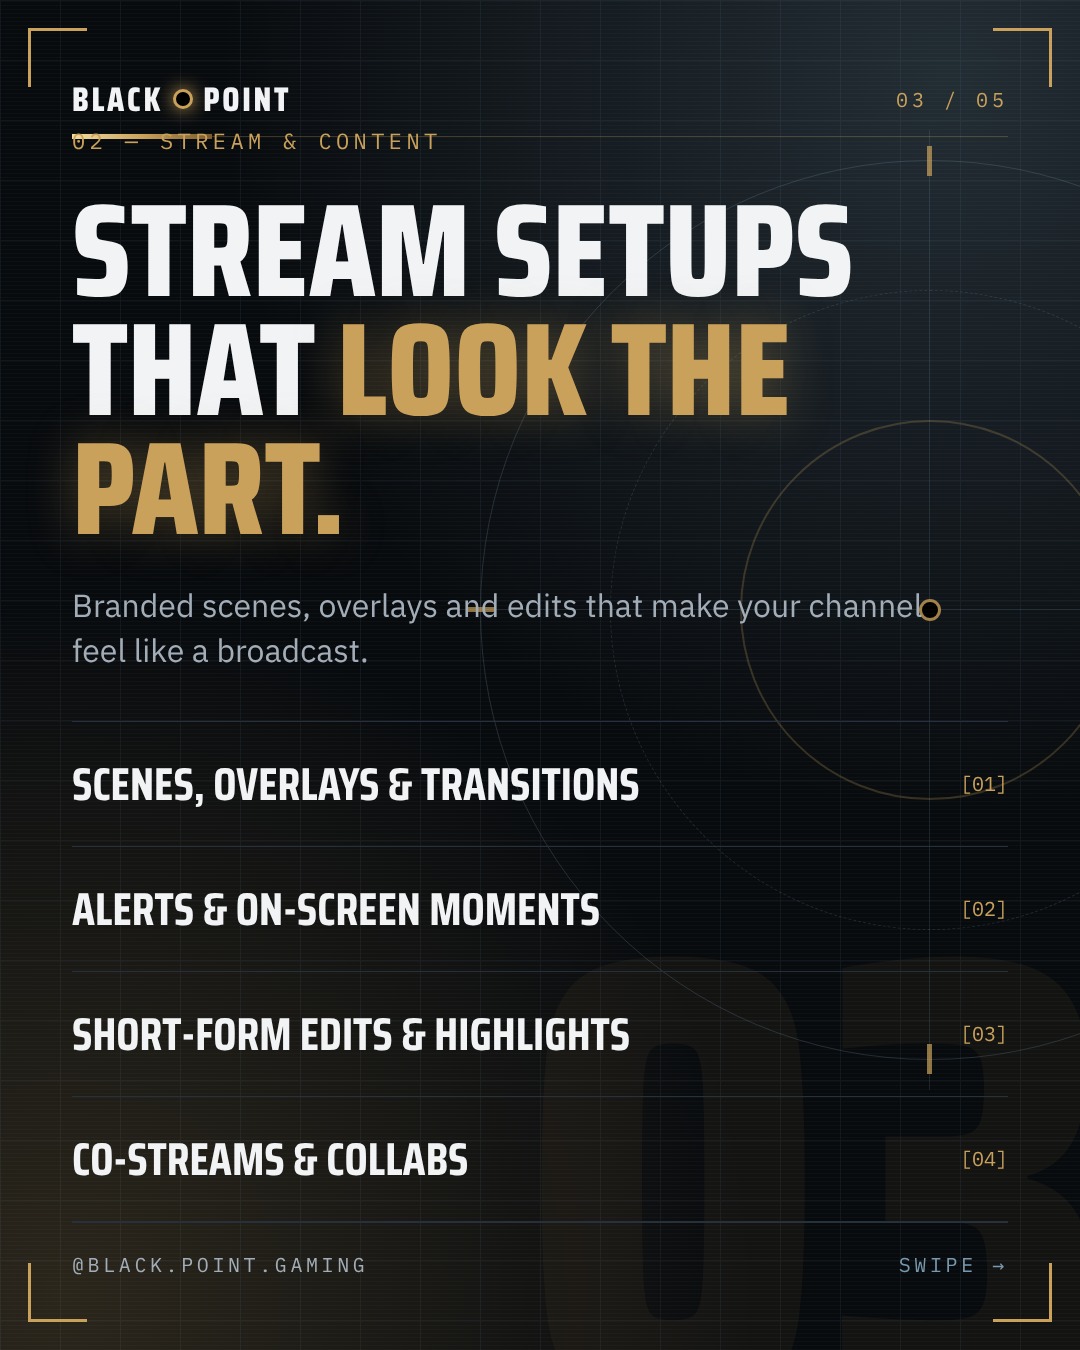 BLACK POINT
03 / 05
02 — STREAM & CONTENT
STREAM SETUPS
THAT LOOK THE
PART.
Branded scenes, overlays and edits that make your channel
feel like a broadcast.
SCENES, OVERLAYS & TRANSITIONS [01]
ALERTS & ON-SCREEN MOMENTS [02]
SHORT-FORM EDITS & HIGHLIGHTS [03]
CO-STREAMS & COLLABS [04]
03
@BLACK.POINT.GAMING
SWIPE →